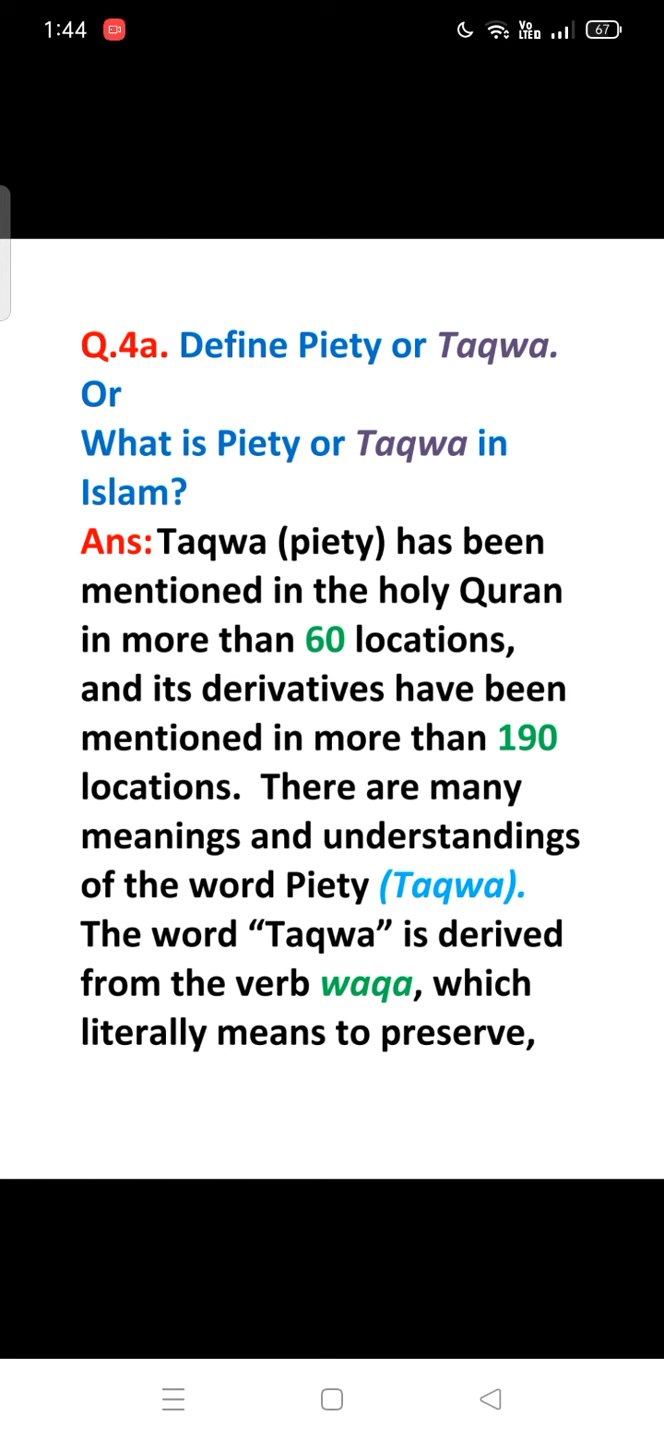 1:44
Vo
LTE
67
Q.4a. Define Piety or Taqwa.
Or
What is Piety or Taqwa in
Islam?
Ans: Taqwa (piety) has been
mentioned in the holy Quran
in more than 60 locations,
and its derivatives have been
mentioned in more than 190
locations.  There are many
meanings and understandings
of the word Piety (Taqwa).
The word “Taqwa” is derived
from the verb waqa, which
literally means to preserve,